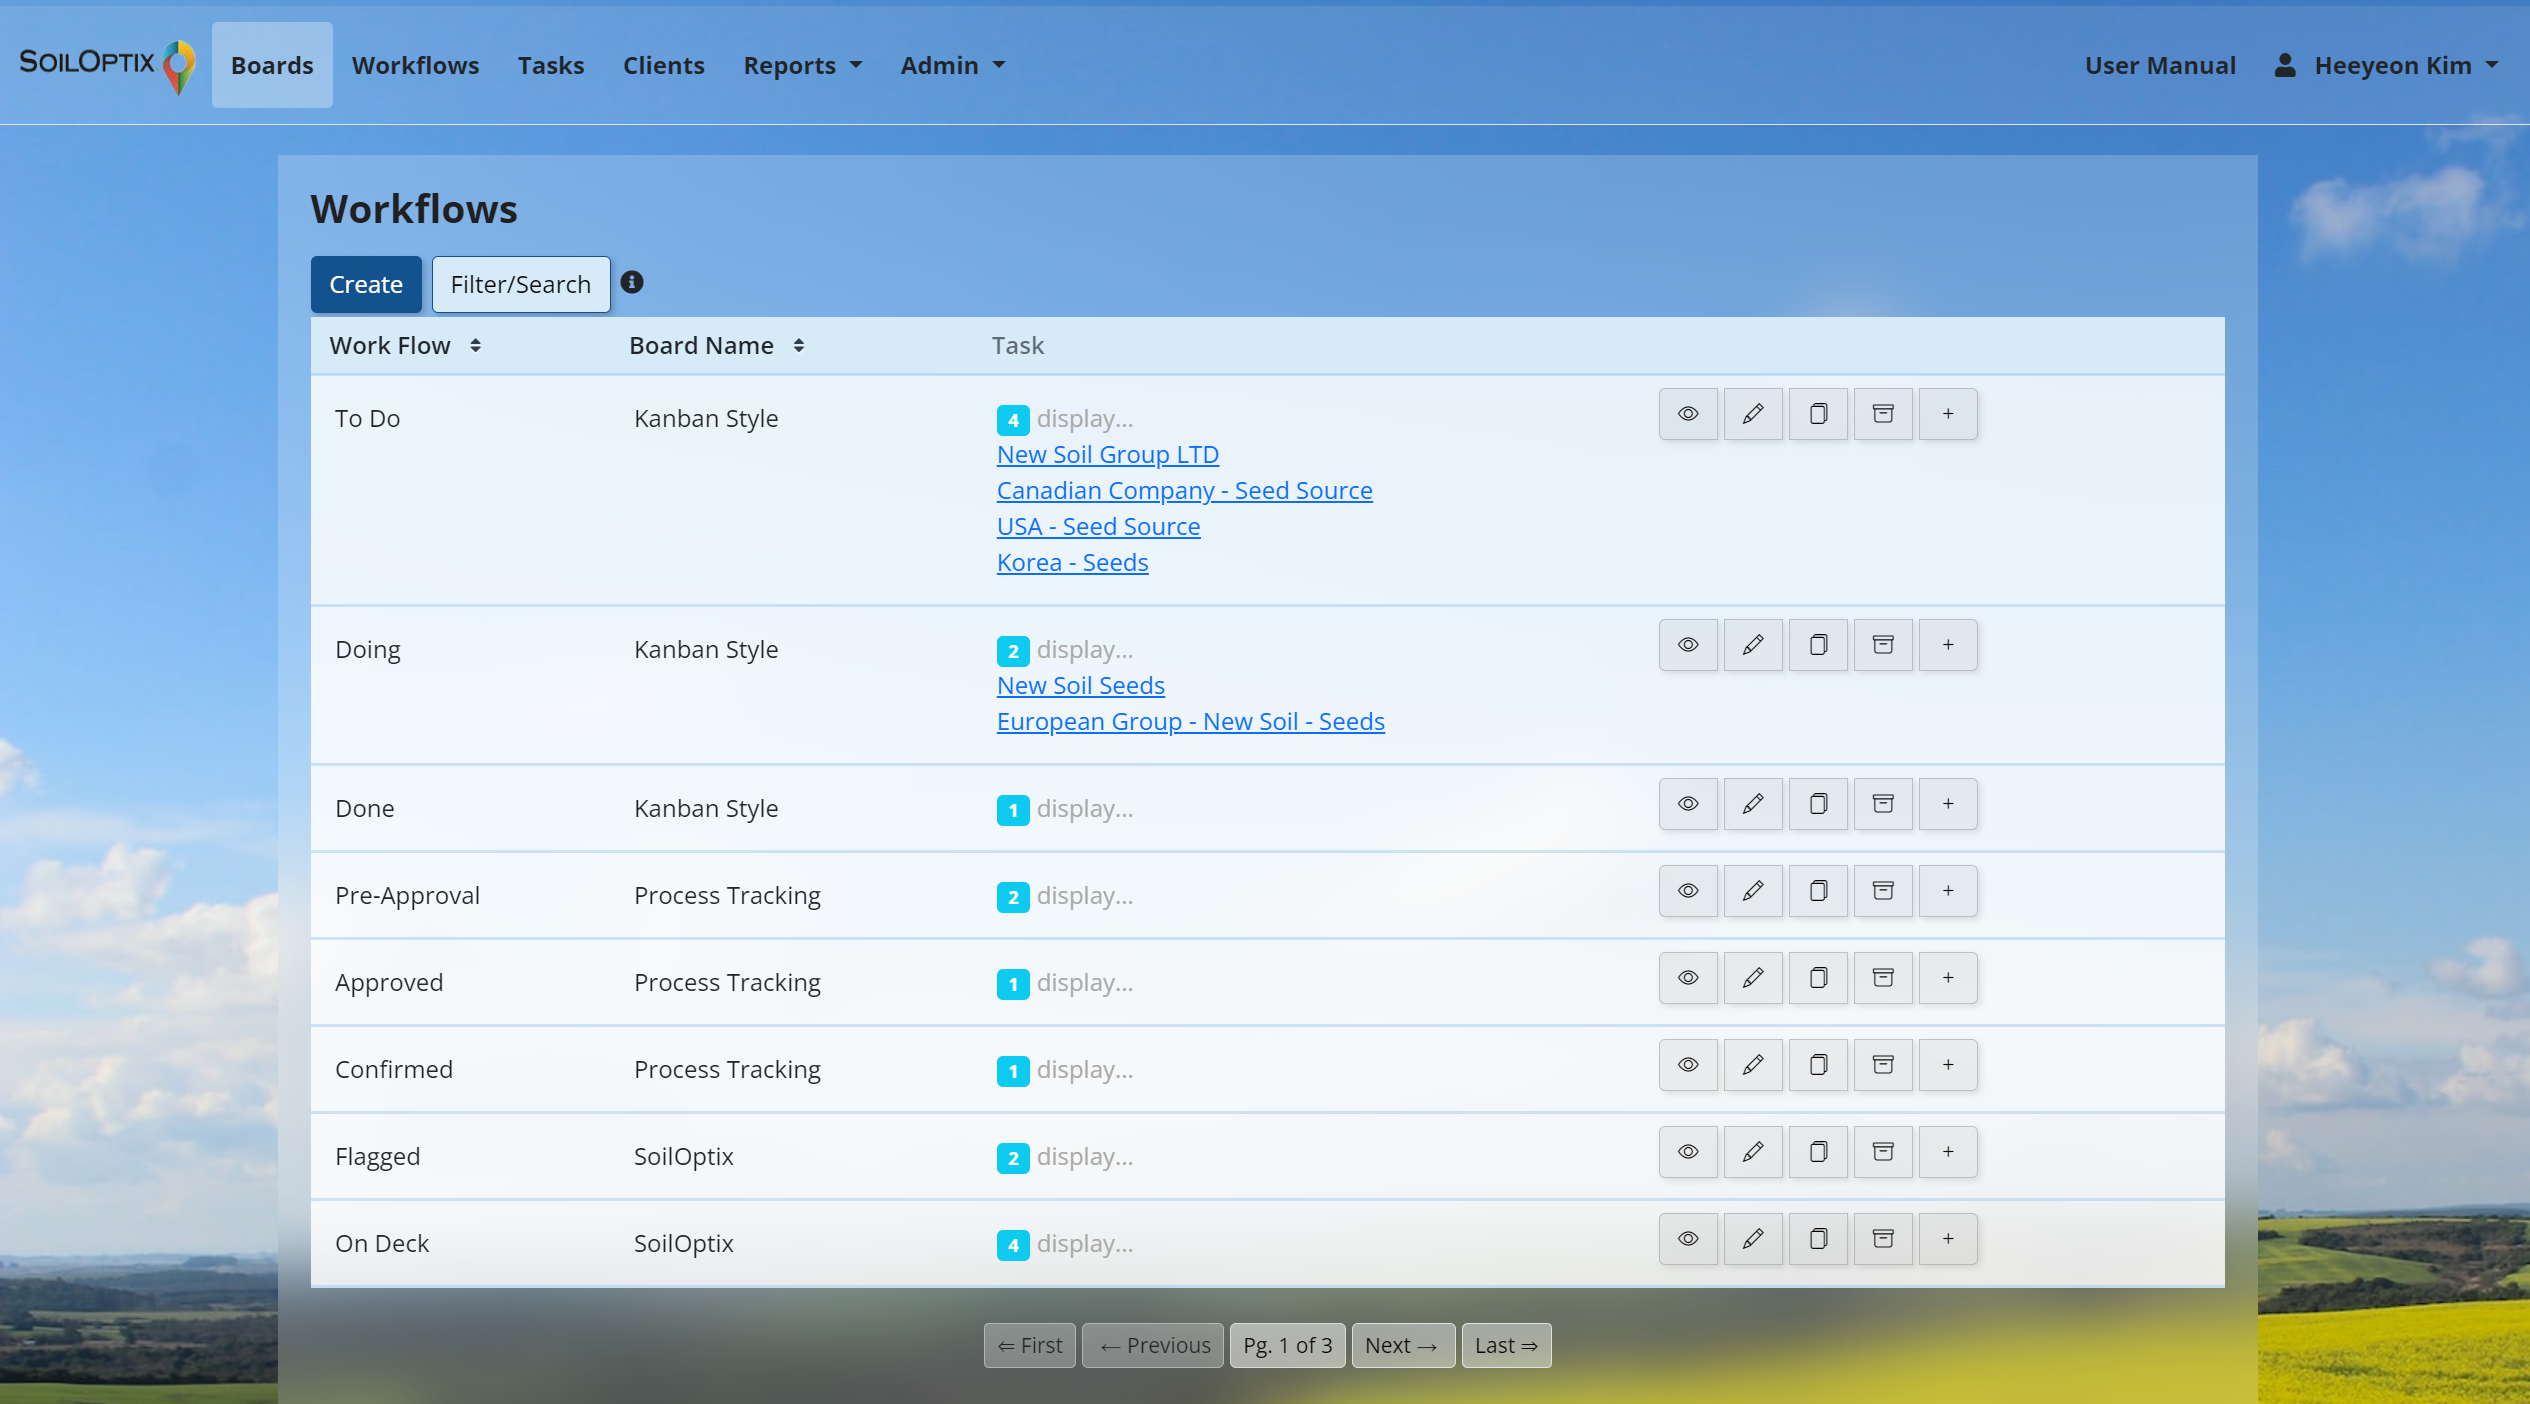 SOILOPTIX Boards Workflows Tasks Clients Reports Admin User Manual Heeyeon Kim
Workflows
Create Filter/Search
Work Flow Board Name Task
To Do Kanban Style 4 display...
New Soil Group LTD
Canadian Company - Seed Source
USA - Seed Source
Korea - Seeds
Doing Kanban Style 2 display...
New Soil Seeds
European Group - New Soil - Seeds
Done Kanban Style 1 display...
Pre-Approval Process Tracking 2 display...
Approved Process Tracking 1 display...
Confirmed Process Tracking 1 display...
Flagged SoilOptix 2 display...
On Deck SoilOptix 4 display...
⇐ First ← Previous Pg. 1 of 3 Next → Last ⇒